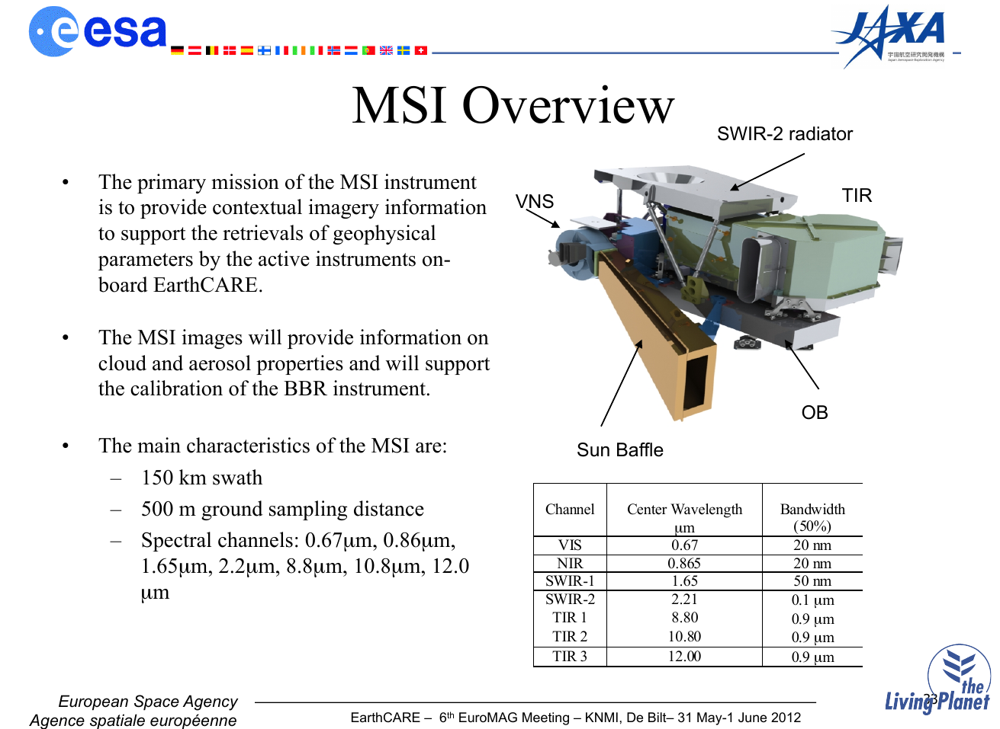 esa
JAXA
宇宙航空研究開発機構
Japan Aerospace Exploration Agency
MSI Overview
• The primary mission of the MSI instrument
is to provide contextual imagery information
to support the retrievals of geophysical
parameters by the active instruments on-
board EarthCARE.
• The MSI images will provide information on
cloud and aerosol properties and will support
the calibration of the BBR instrument.
• The main characteristics of the MSI are:
– 150 km swath
– 500 m ground sampling distance
– Spectral channels: 0.67μm, 0.86μm,
1.65μm, 2.2μm, 8.8μm, 10.8μm, 12.0
μm
SWIR-2 radiator
VNS
TIR
OB
Sun Baffle
Channel Center Wavelength μm Bandwidth (50%)
VIS 0.67 20 nm
NIR 0.865 20 nm
SWIR-1 1.65 50 nm
SWIR-2 2.21 0.1 μm
TIR 1 8.80 0.9 μm
TIR 2 10.80 0.9 μm
TIR 3 12.00 0.9 μm
European Space Agency
Agence spatiale européenne
EarthCARE – 6th EuroMAG Meeting – KNMI, De Bilt– 31 May-1 June 2012
33
the
Living Planet